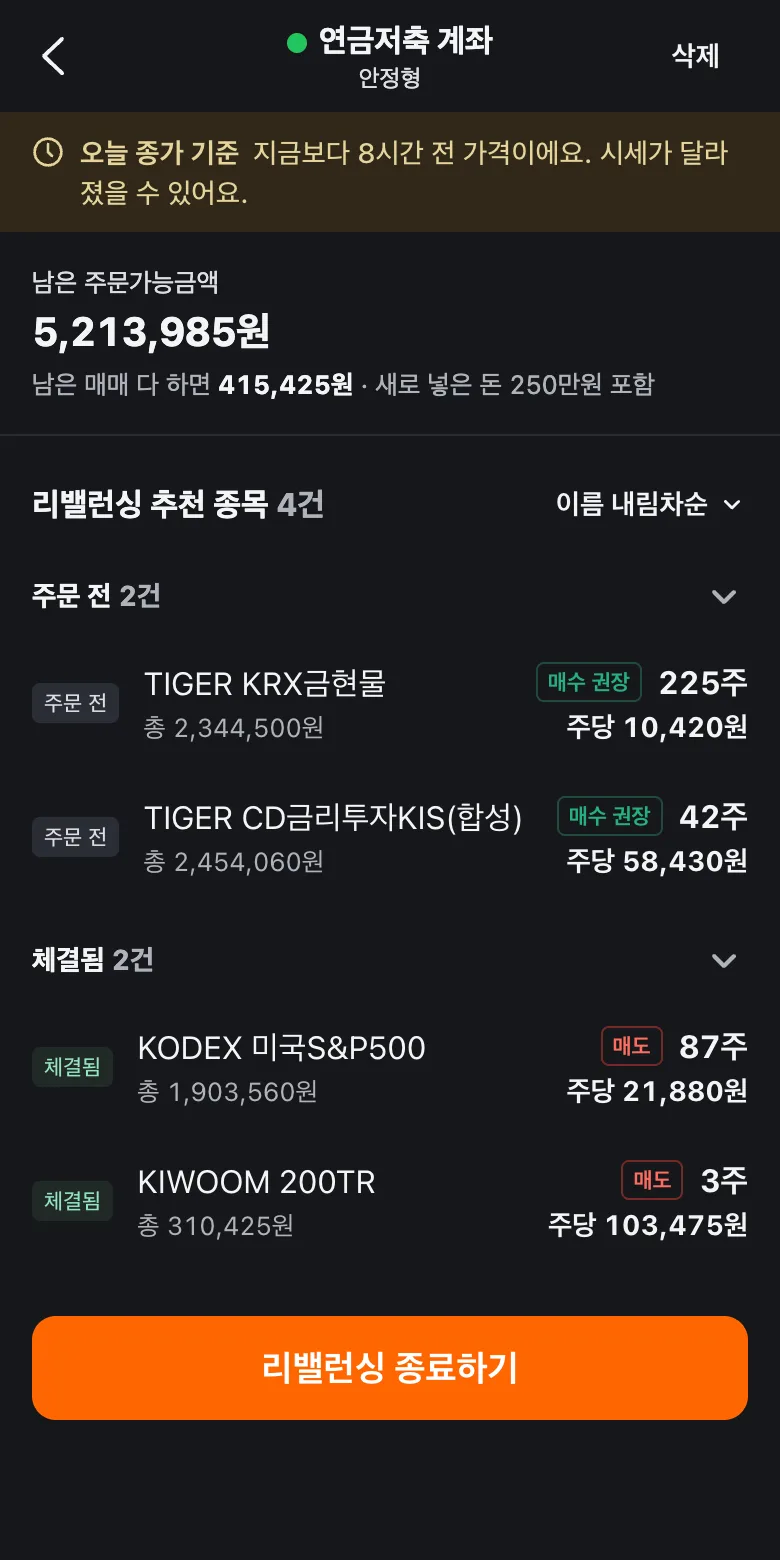 연금저축 계좌
안정형
삭제
오늘 종가 기준 지금보다 8시간 전 가격이에요. 시세가 달라
졌을 수 있어요.
남은 주문가능금액
5,213,985원
남은 매매 다 하면 415,425원 · 새로 넣은 돈 250만원 포함
리밸런싱 추천 종목 4건
이름 내림차순
주문 전 2건
주문 전
TIGER KRX금현물
매수 권장
225주
총 2,344,500원
주당 10,420원
주문 전
TIGER CD금리투자KIS(합성)
매수 권장
42주
총 2,454,060원
주당 58,430원
체결됨 2건
체결됨
KODEX 미국S&P500
매도
87주
총 1,903,560원
주당 21,880원
체결됨
KIWOOM 200TR
매도
3주
총 310,425원
주당 103,475원
리밸런싱 종료하기